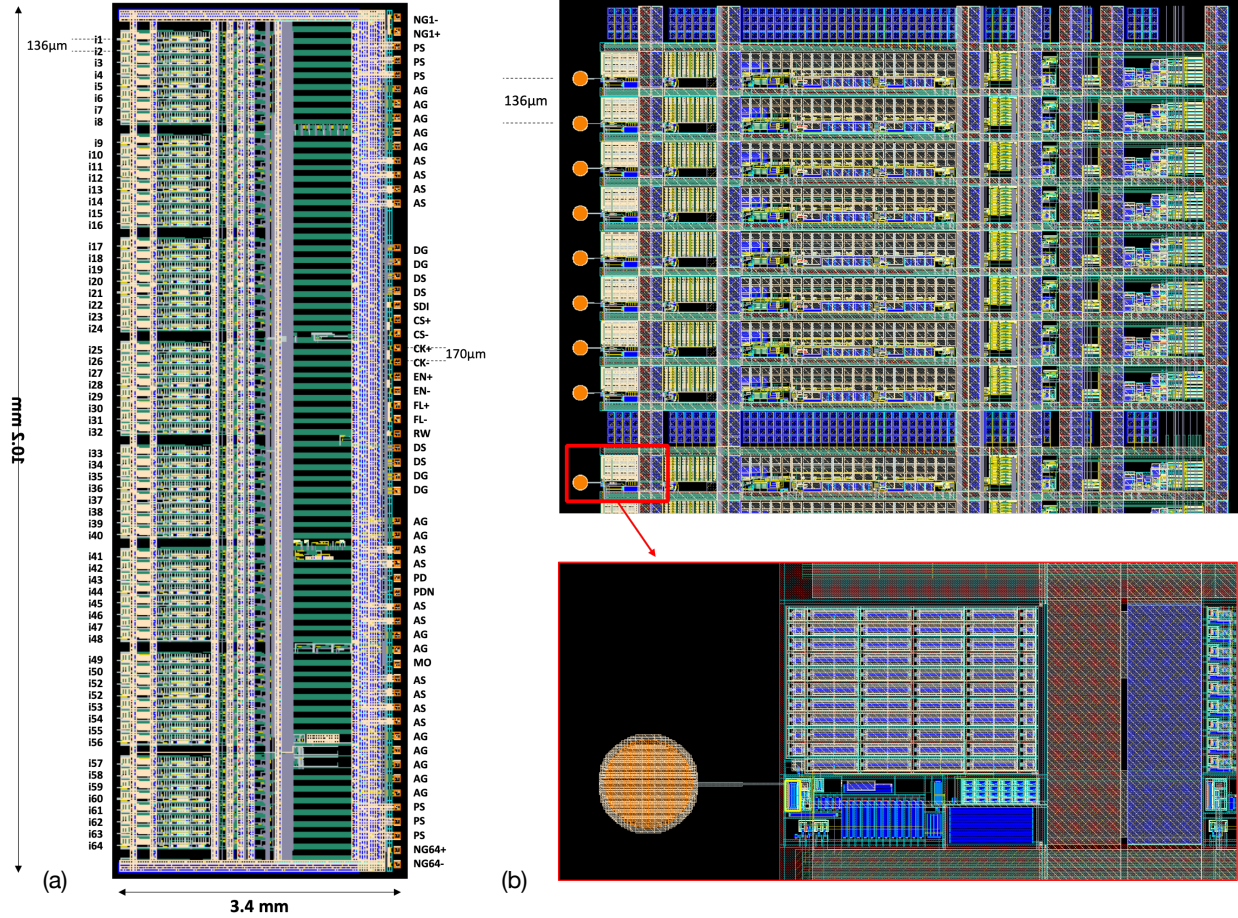 136µm
i1
i2
i3
i4
i5
i6
i7
i8
i9
i10
i11
i12
i13
i14
i15
i16
i17
i18
i19
i20
i21
i22
i23
i24
i25
i26
i27
i28
i29
i30
i31
i32
i33
i34
i35
i36
i37
i38
i39
i40
i41
i42
i43
i44
i45
i46
i47
i48
i49
i50
i52
i52
i53
i54
i55
i56
i57
i58
i59
i60
i61
i62
i63
i64
10.2 mm
NG1-
NG1+
PS
PS
PS
AG
AG
AG
AG
AG
AS
AS
AS
AS
DG
DG
DS
DS
SDI
CS+
CS-
CK+
170µm
CK-
EN+
EN-
FL+
FL-
RW
DS
DS
DG
DG
AG
AG
AS
AS
PD
PDN
AS
AS
AG
AG
MO
AS
AS
AS
AS
AG
AG
AG
AG
AG
PS
PS
PS
NG64+
NG64-
(a)
3.4 mm
136µm
(b)